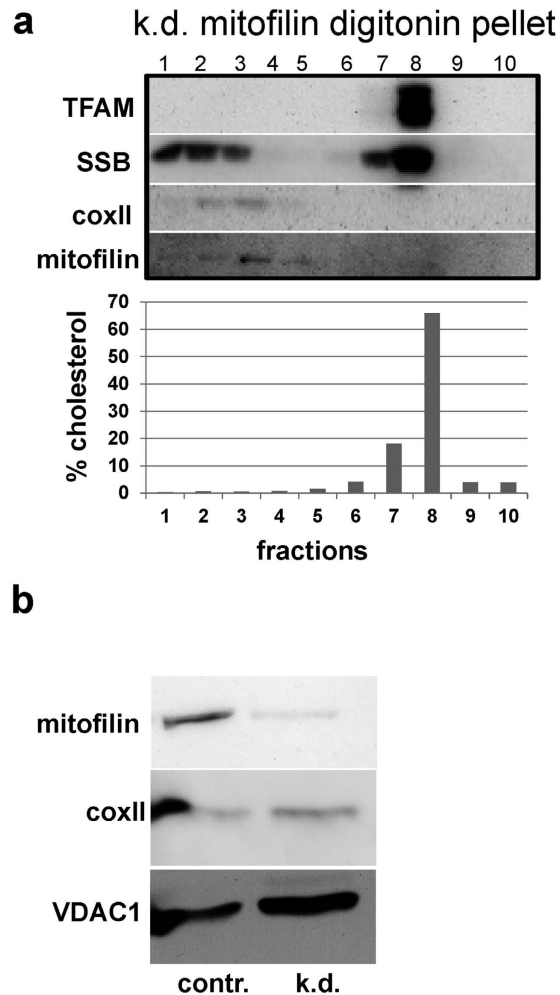 a
k.d. mitofilin digitonin pellet
1 2 3 4 5 6 7 8 9 10
TFAM
SSB
coxII
mitofilin
% cholesterol
70
60
50
40
30
20
10
0
1 2 3 4 5 6 7 8 9 10
fractions
b
mitofilin
coxII
VDAC1
contr. k.d.